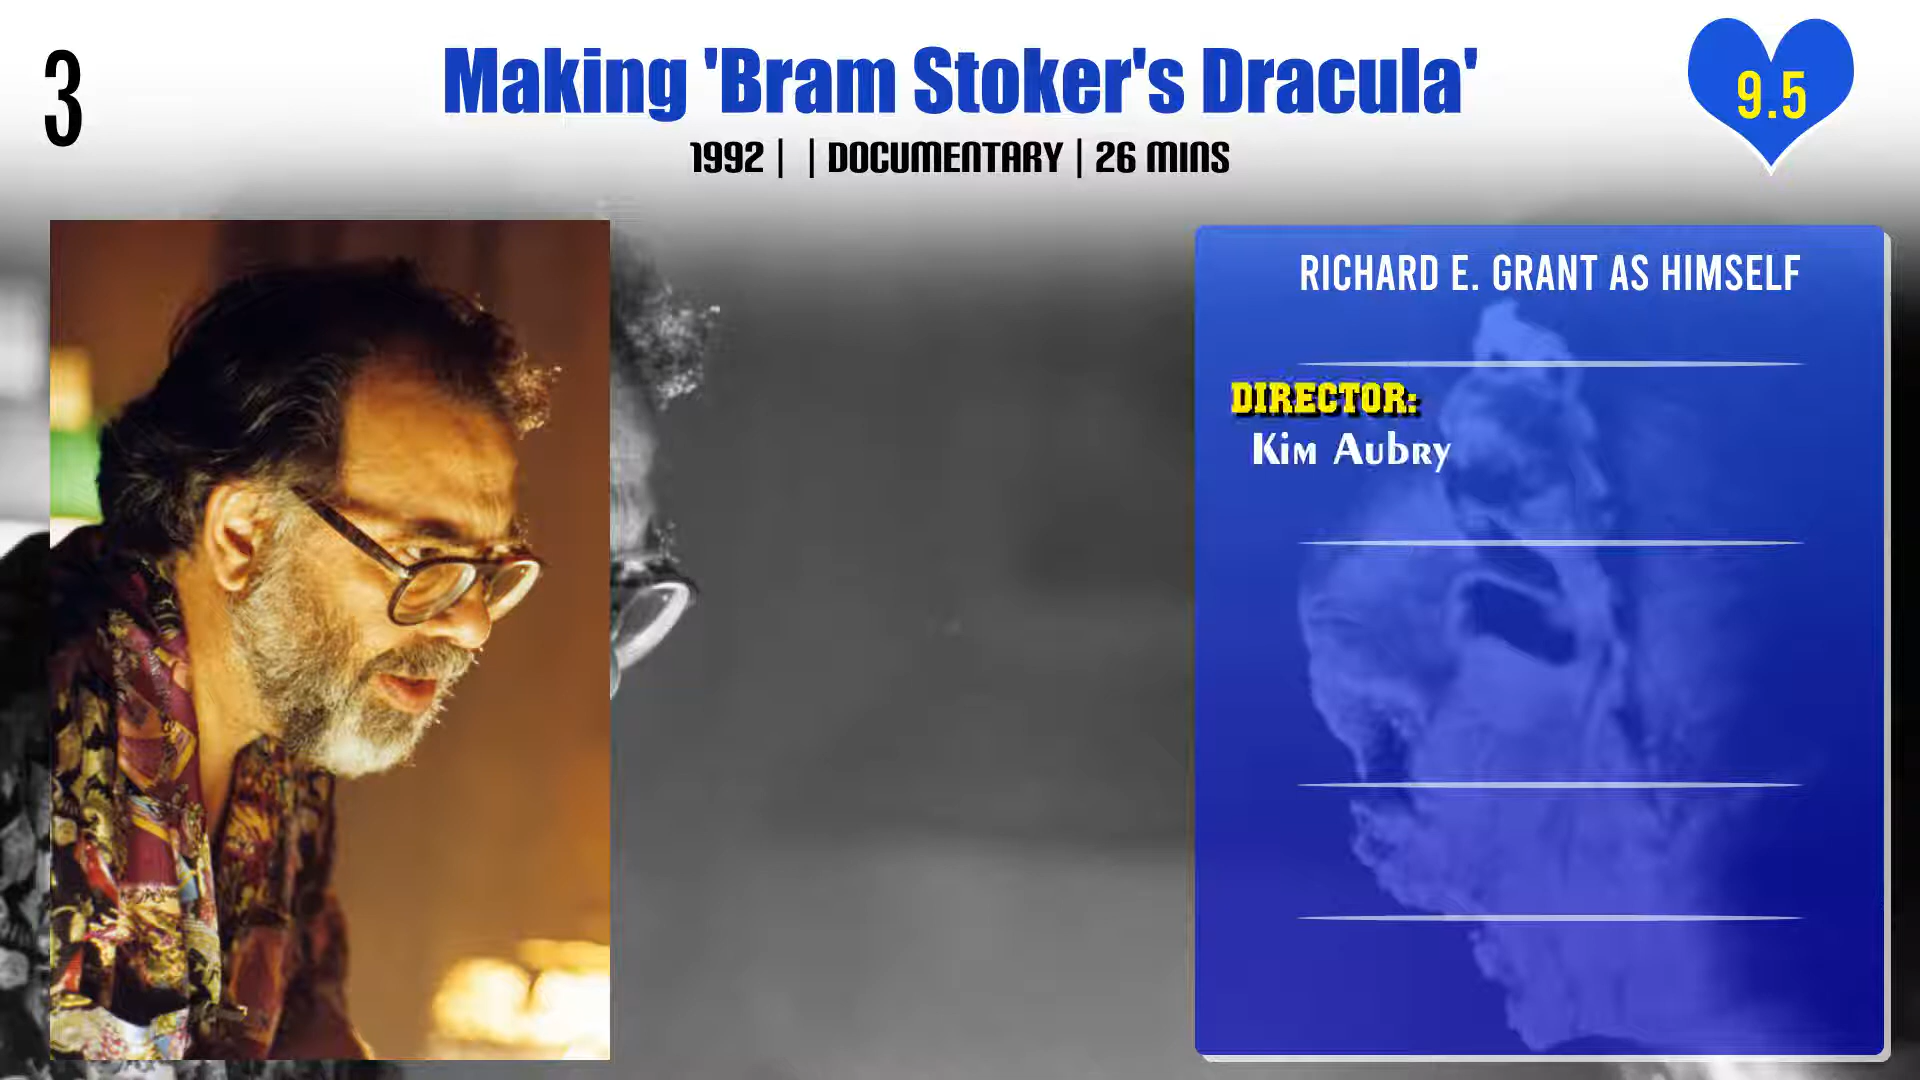 3
Making 'Bram Stoker's Dracula'
9.5
1992 | | DOCUMENTARY | 26 MINS
RICHARD E. GRANT AS HIMSELF
DIRECTOR:
Kim Aubry